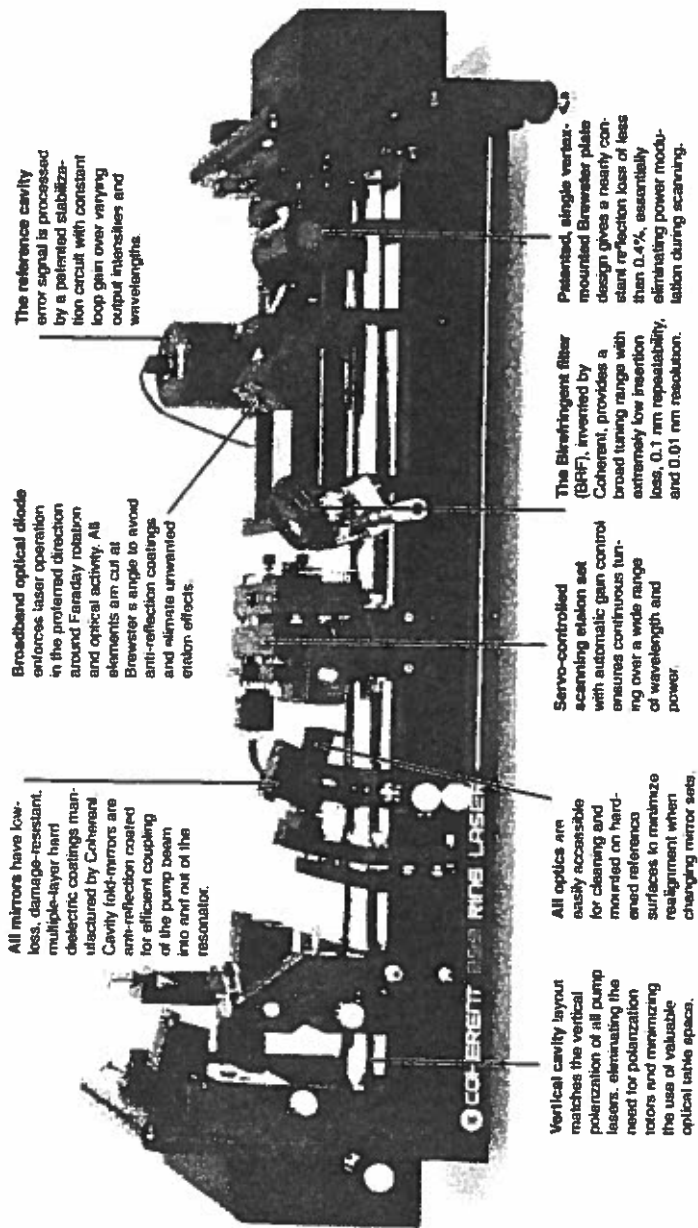 All mirrors have low-
loss, damage-resistant,
multiple-layer hard
dielectric coatings man-
ufactured by Coherent
Cavity fold-mirrors are
anti-reflection coated
for efficient coupling
of the pump beam
into and out of the
resonator.
Broadband optical diode
enforces laser operation
in the preferred direction
around Faraday rotation
and optical activity. All
elements are cut at
Brewster s angle to avoid
anti-reflection coatings
and elimate unwanted
etalon effects.
The reference cavity
error signal is processed
by a patented stabiliza-
tion circuit with constant
loop gain over varying
output intensities and
wavelengths.
COHERENT 899 RING LASER
Vertical cavity layout
matches the vertical
polarization of all pump
lasers, eliminating the
need for polarization
rotors and minimizing
the use of valuable
optical table space.
All optics are
easily accessible
for cleaning and
mounted on hard-
ened reference
surfaces to minimize
realignment when
changing mirror sets.
Servo-controlled
scanning etalon set
with automatic gain control
ensures continuous tun-
ing over a wide range
of wavelength and
power.
The Birefringent filter
(BRF), invented by
Coherent, provides a
broad tuning range with
extremely low insertion
loss, 0.1 nm repeatability,
and 0.01 nm resolution.
Patented, single vertex-
mounted Brewster plate
design gives a nearly con-
stant reflection loss of less
than 0.4%, essentially
eliminating power modu-
lation during scanning.